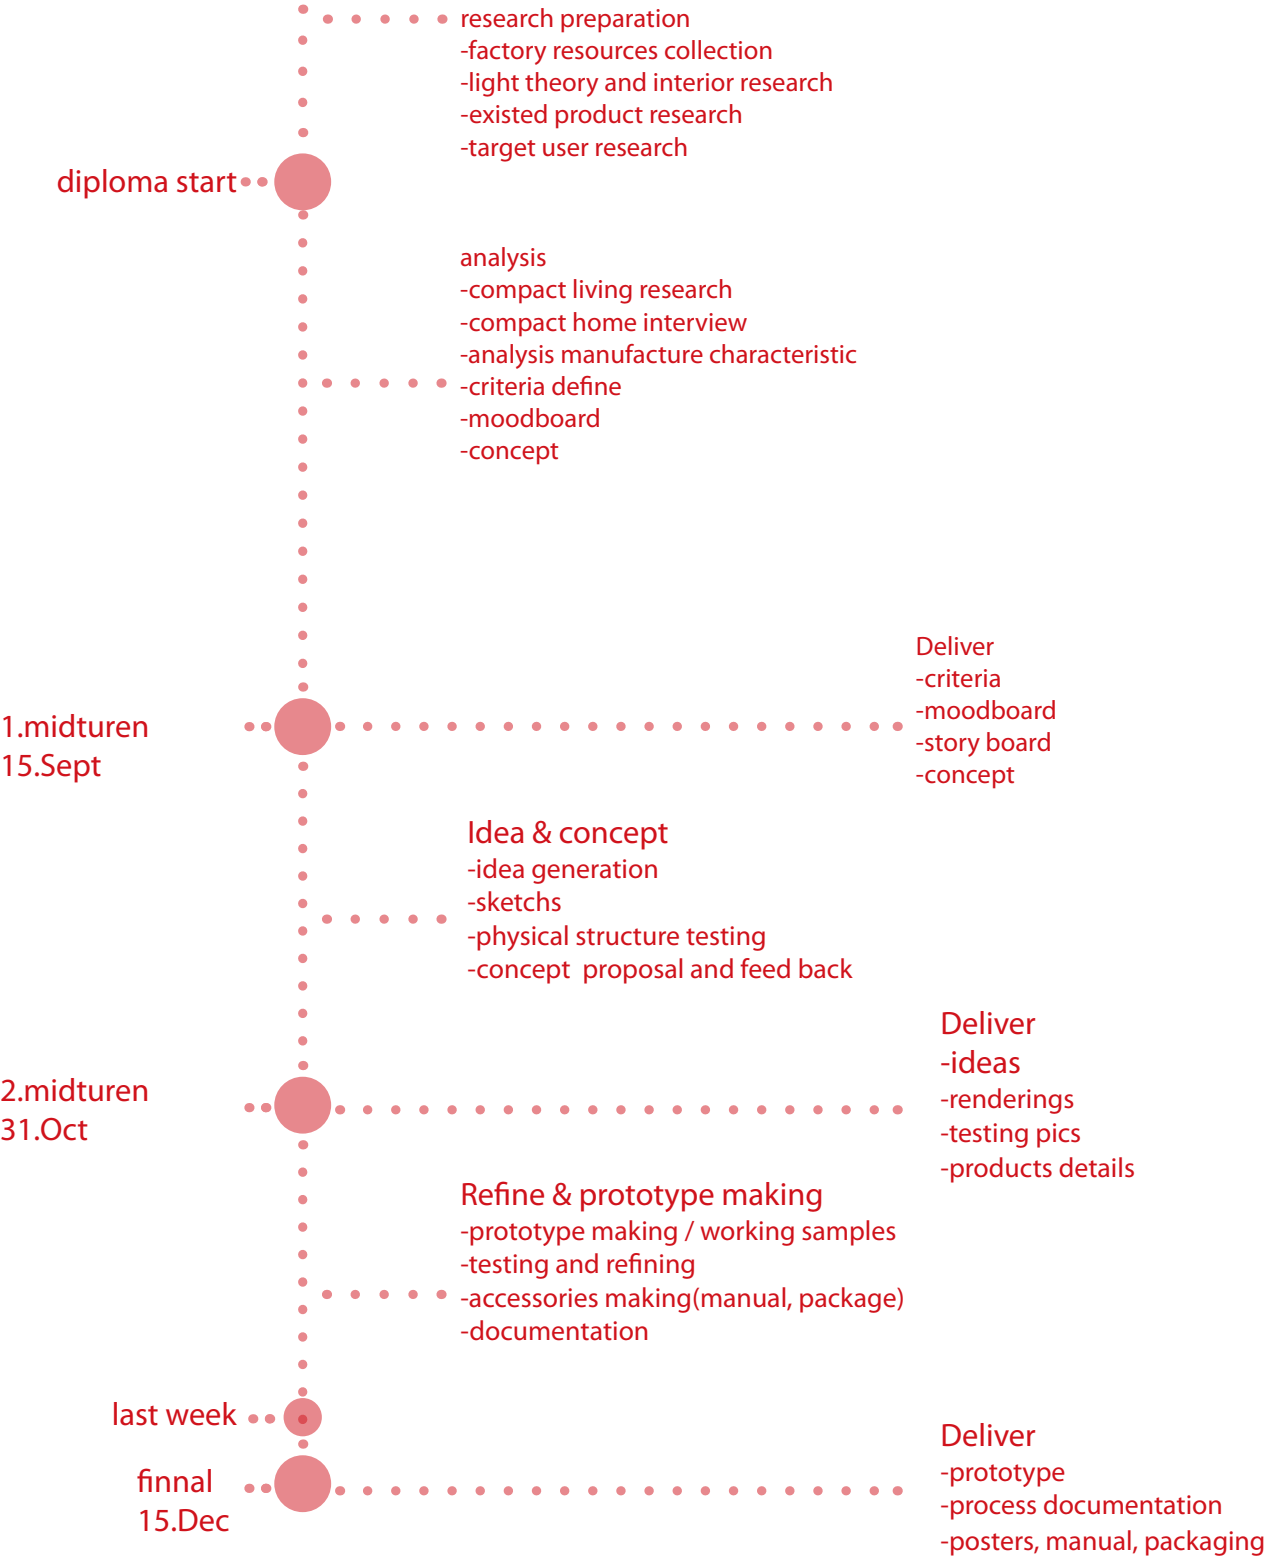 research preparation
-factory resources collection
-light theory and interior research
-existed product research
-target user research
diploma start
analysis
-compact living research
-compact home interview
-analysis manufacture characteristic
-criteria define
-moodboard
-concept
1.midturen
15.Sept
Deliver
-criteria
-moodboard
-story board
-concept
Idea & concept
-idea generation
-sketchs
-physical structure testing
-concept  proposal and feed back
2.midturen
31.Oct
Deliver
-ideas
-renderings
-testing pics
-products details
Refine & prototype making
-prototype making / working samples
-testing and refining
-accessories making(manual, package)
-documentation
last week
finnal
15.Dec
Deliver
-prototype
-process documentation
-posters, manual, packaging